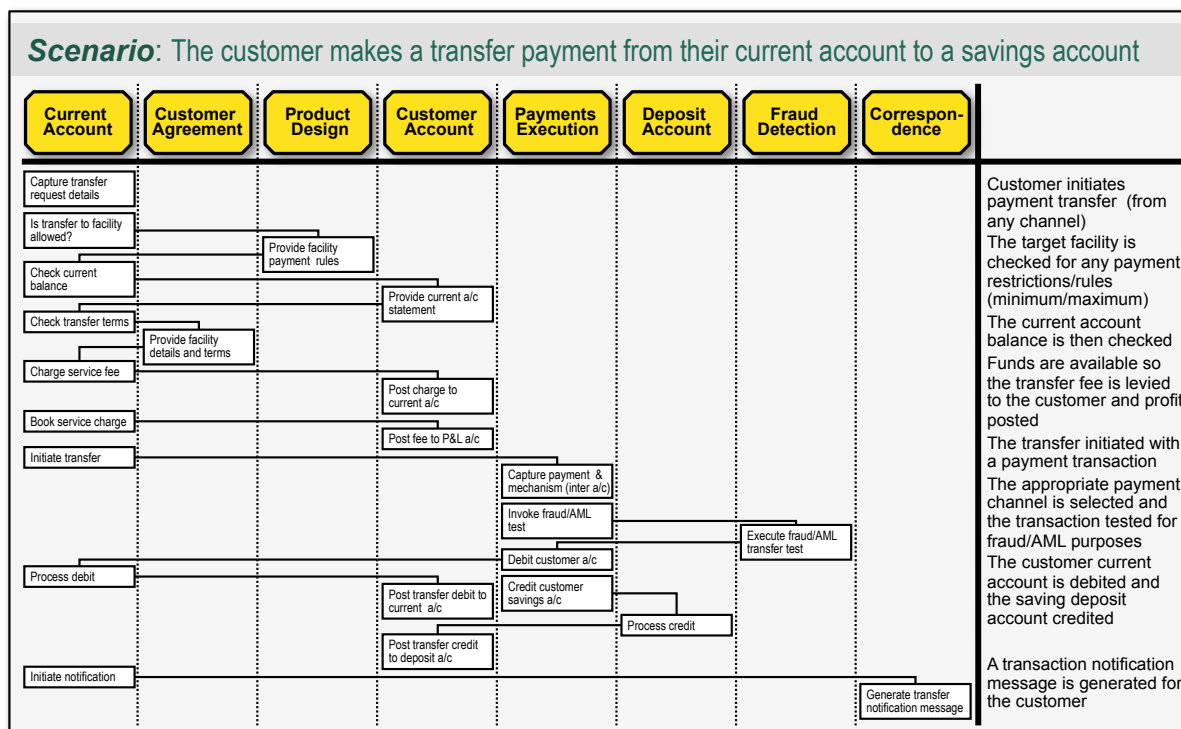 Scenario: The customer makes a transfer payment from their current account to a savings account
Current
Account
Customer
Agreement
Product
Design
Customer
Account
Payments
Execution
Deposit
Account
Fraud
Detection
Correspon-
dence
Capture transfer
request details
Is transfer to facility
allowed?
Provide facility
payment rules
Check current
balance
Provide current a/c
statement
Check transfer terms
Provide facility
details and terms
Charge service fee
Post charge to
current a/c
Book service charge
Post fee to P&L a/c
Initiate transfer
Capture payment &
mechanism (inter a/c)
Invoke fraud/AML
test
Execute fraud/AML
transfer test
Debit customer a/c
Process debit
Post transfer debit to
current a/c
Credit customer
savings a/c
Process credit
Post transfer credit
to deposit a/c
Initiate notification
Generate transfer
notification message
Customer initiates
payment transfer (from
any channel)
The target facility is
checked for any payment
restrictions/rules
(minimum/maximum)
The current account
balance is then checked
Funds are available so
the transfer fee is levied
to the customer and profit
posted
The transfer initiated with
a payment transaction
The appropriate payment
channel is selected and
the transaction tested for
fraud/AML purposes
The customer current
account is debited and
the saving deposit
account credited
A transaction notification
message is generated for
the customer